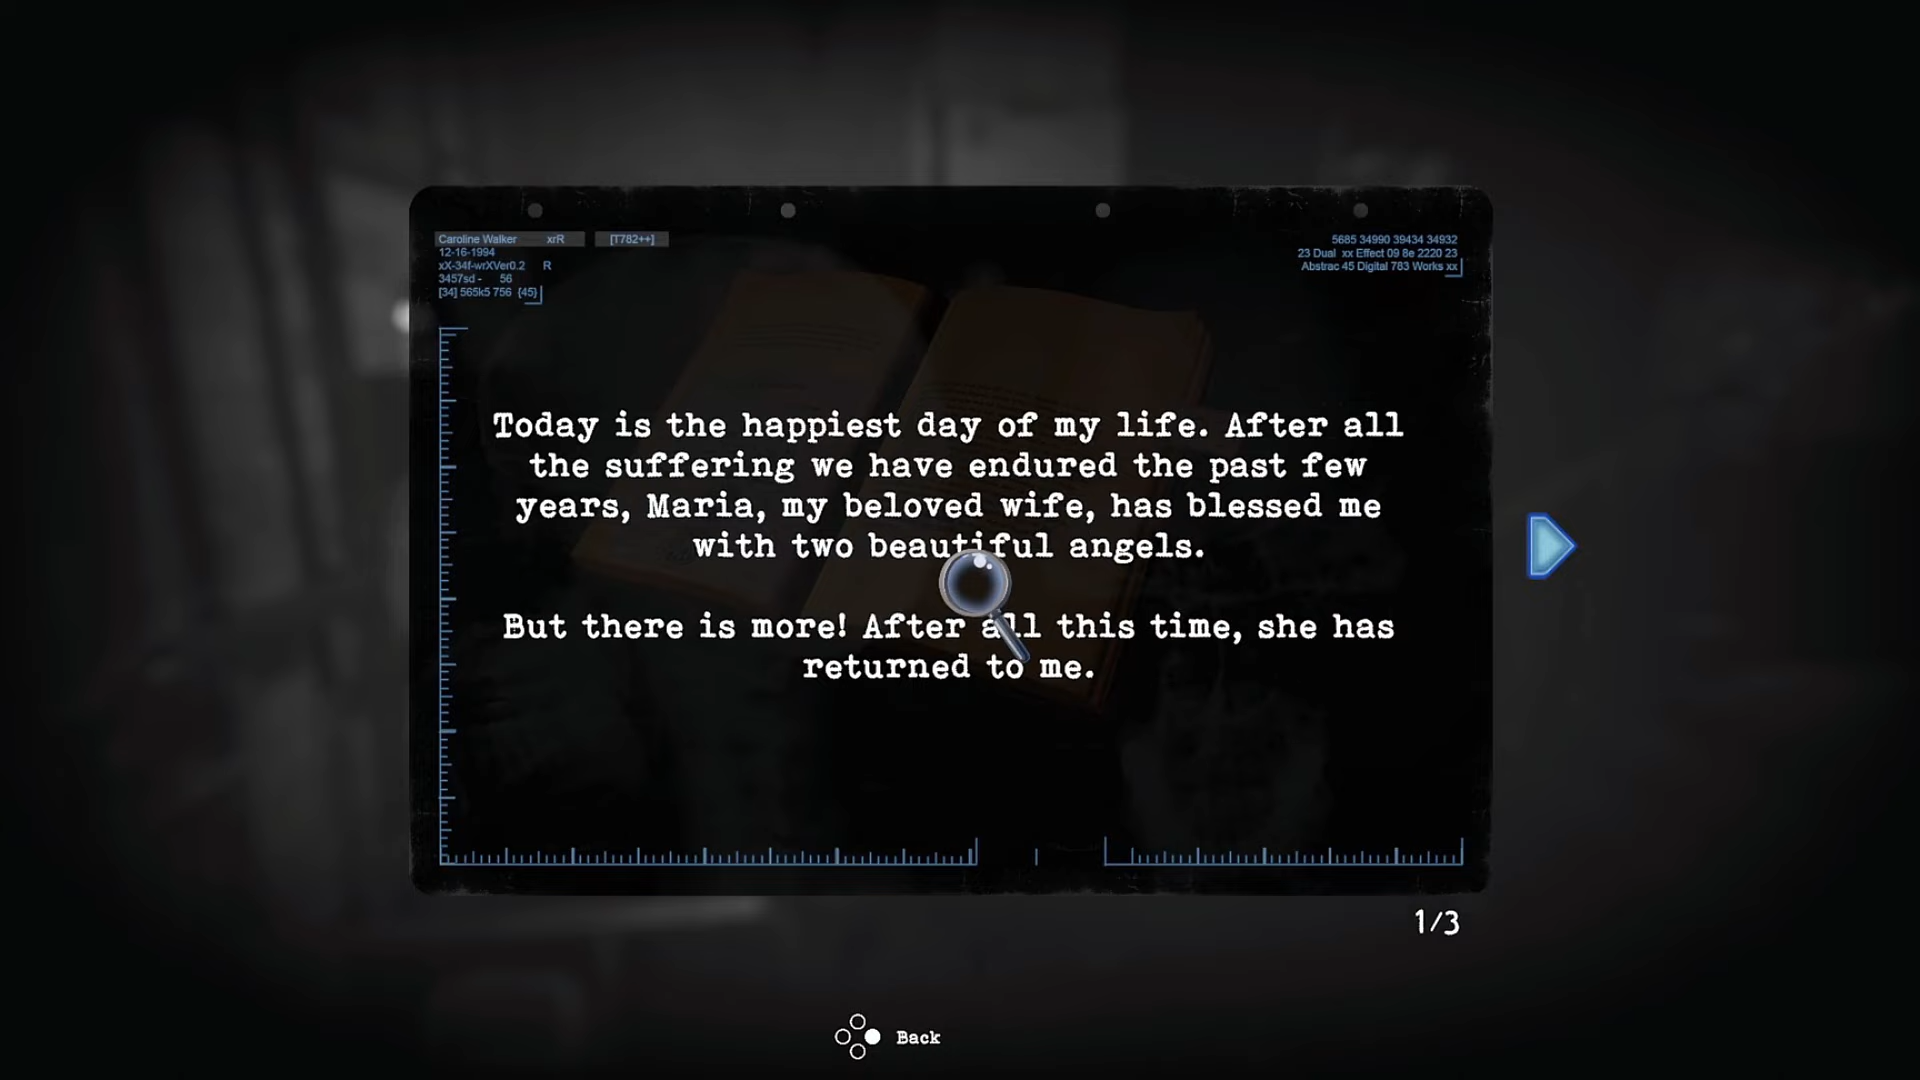 Caroline Walker xrR [T782++]
12-16-1994
xX-34f-wrXVer0.2 R
3457sd - 56
[34] 565k5 756 {45}
5685 34990 39434 34932
23 Dual xx Effect 09 8e 2220 23
Abstrac 45 Digital 783 Works xx
Today is the happiest day of my life. After all
the suffering we have endured the past few
years, Maria, my beloved wife, has blessed me
with two beautiful angels.
But there is more! After all this time, she has
returned to me.
1/3
Back